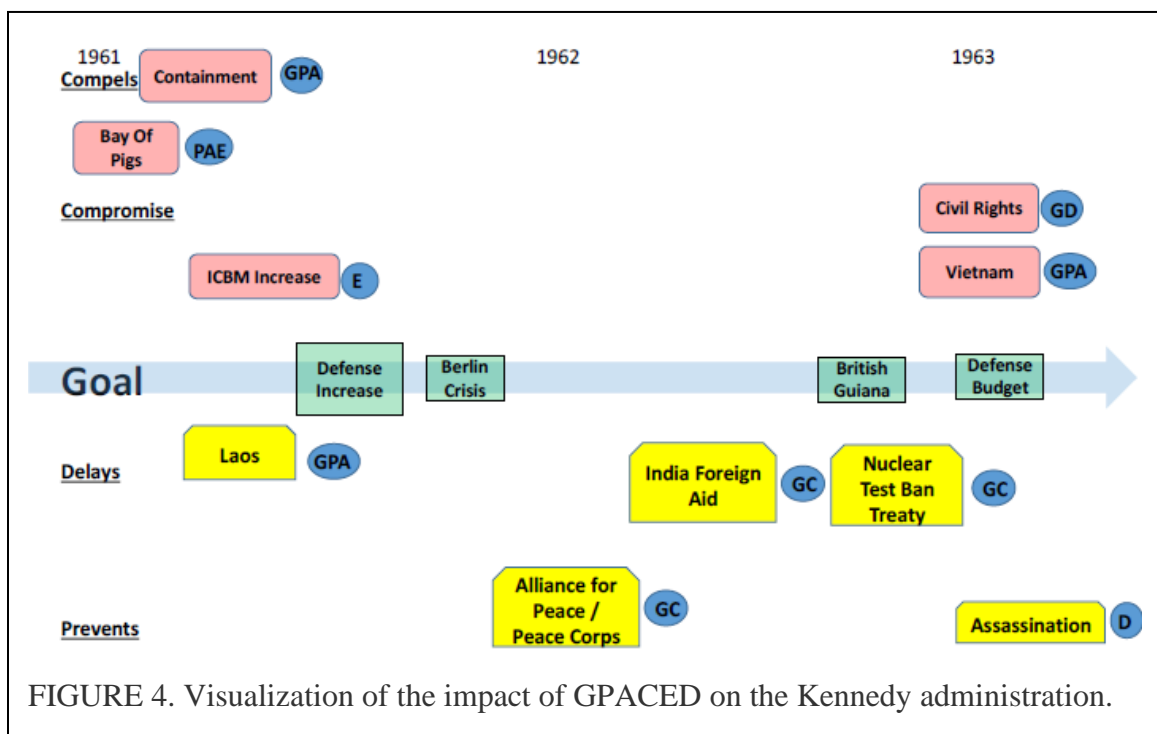 1961
1962
1963
Compels
Containment
GPA
Bay Of
Pigs
PAE
Compromise
Civil Rights
GD
ICBM Increase
E
Vietnam
GPA
Goal
Defense
Increase
Berlin
Crisis
British
Guiana
Defense
Budget
Delays
Laos
GPA
India Foreign
Aid
GC
Nuclear
Test Ban
Treaty
GC
Prevents
Alliance for
Peace /
Peace Corps
GC
Assassination
D
FIGURE 4. Visualization of the impact of GPACED on the Kennedy administration.